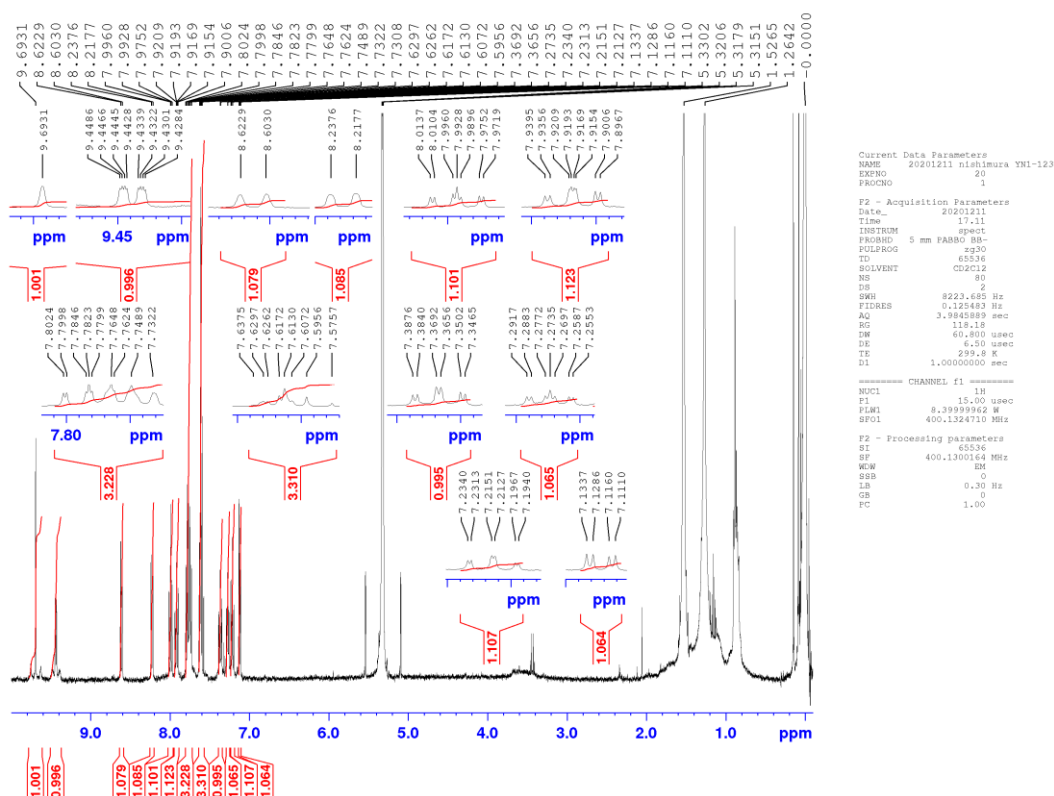 9.6931
8.6229
8.6030
8.2376
8.2177
7.9960
7.9928
7.9752
7.9209
7.9193
7.9169
7.9154
7.9006
7.8024
7.7998
7.7846
7.7823
7.7799
7.7648
7.7624
7.7489
7.7322
7.7308
7.6297
7.6262
7.6172
7.6130
7.6072
7.5956
7.3692
7.3656
7.2735
7.2340
7.2313
7.2151
7.2127
7.1337
7.1286
7.1160
7.1110
5.3302
5.3206
5.3179
5.3151
1.5265
1.2642
-0.0000
9.6931
9.4486
9.4466
9.4445
9.4428
9.4339
9.4322
9.4301
9.4284
8.6229
8.6030
8.2376
8.2177
8.0137
8.0104
7.9960
7.9928
7.9896
7.9752
7.9719
7.9395
7.9356
7.9209
7.9193
7.9169
7.9154
7.9006
7.8967
ppm
9.45 ppm
ppm
ppm
ppm
ppm
1.001
0.996
1.079
1.085
1.101
1.123
7.8024
7.7998
7.7846
7.7823
7.7799
7.7648
7.7624
7.7489
7.7322
7.6375
7.6297
7.6262
7.6172
7.6130
7.6072
7.5956
7.5757
7.3876
7.3840
7.3692
7.3656
7.3502
7.3465
7.2917
7.2883
7.2772
7.2735
7.2697
7.2587
7.2553
7.80 ppm
ppm
ppm
ppm
3.228
3.310
0.995
1.065
7.2340
7.2313
7.2151
7.2127
7.1967
7.1940
7.1337
7.1286
7.1160
7.1110
ppm
ppm
1.107
1.064
9.0 8.0 7.0 6.0 5.0 4.0 3.0 2.0 1.0 ppm
1.001
0.996
1.079
1.085
1.101
1.123
3.228
3.310
0.995
1.065
1.107
1.064
Current Data Parameters
NAME 20201211 nishimura YN1-123
EXPNO 20
PROCNO 1
F2 - Acquisition Parameters
Date_ 20201211
Time 17.11
INSTRUM spect
PROBHD 5 mm PABBO BB-
PULPROG zg30
TD 65536
SOLVENT CD2Cl2
NS 80
DS 2
SWH 8223.685 Hz
FIDRES 0.125483 Hz
AQ 3.9845889 sec
RG 118.18
DW 60.800 usec
DE 6.50 usec
TE 299.8 K
D1 1.00000000 sec
======== CHANNEL f1 ========
NUC1 1H
P1 15.00 usec
PLW1 8.39999962 W
SFO1 400.1324710 MHz
F2 - Processing parameters
SI 65536
SF 400.1300164 MHz
WDW EM
SSB 0
LB 0.30 Hz
GB 0
PC 1.00